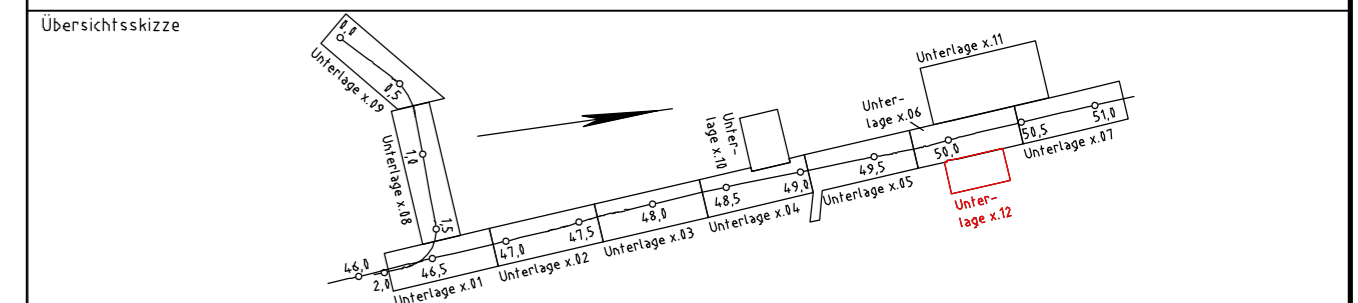 Übersichtsskizze
0,0
Unterlage x.09
0,5
Unterlage x.08
1,0
1,5
46,0
2,0
46,5
Unterlage x.01
47,0
47,5
Unterlage x.02
48,0
Unterlage x.03
48,5
49,0
Unterlage x.04
Unter-
lage x.10
49,5
Unterlage x.05
Unter-
lage x.06
50,0
Unterlage x.11
50,5
51,0
Unterlage x.07
Unter-
lage x.12